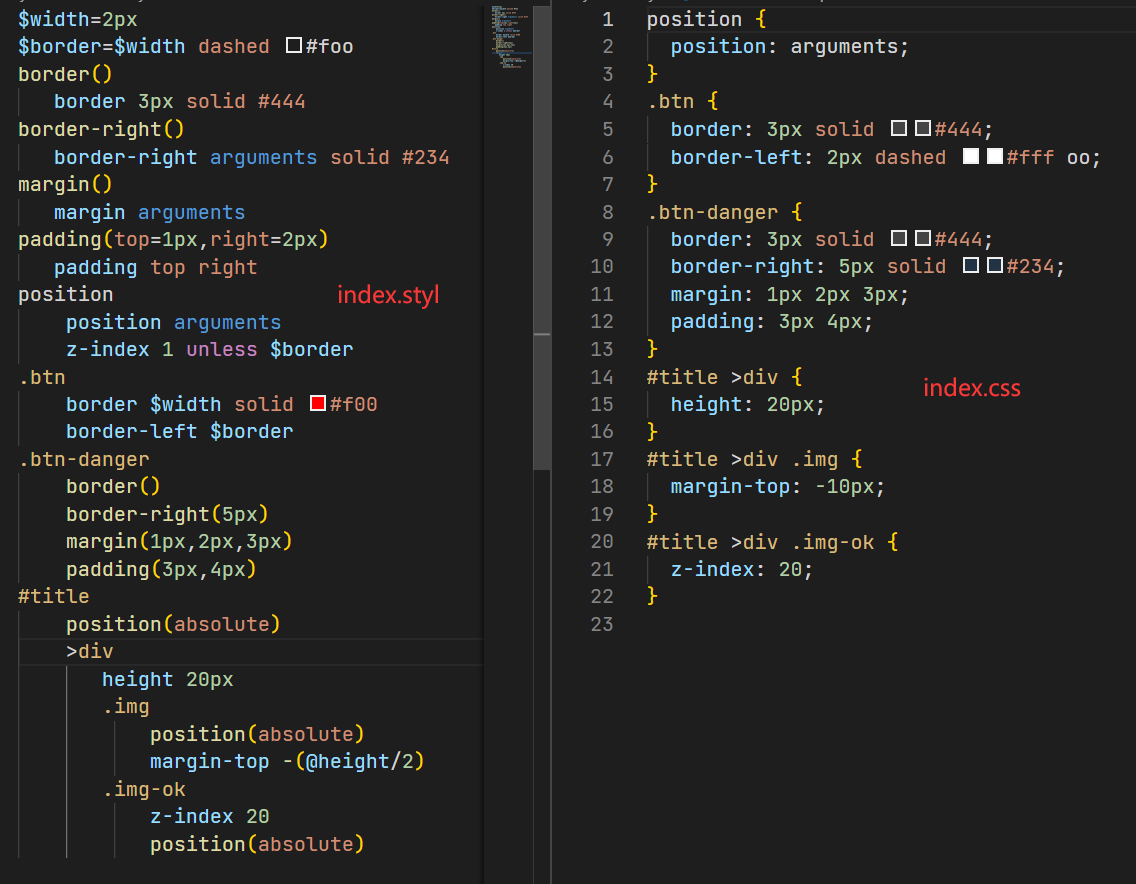 $width=2px
$border=$width dashed #foo
border()
border 3px solid #444
border-right()
border-right arguments solid #234
margin()
margin arguments
padding(top=1px,right=2px)
padding top right
position
position arguments
z-index 1 unless $border
.btn
border $width solid #f00
border-left $border
.btn-danger
border()
border-right(5px)
margin(1px,2px,3px)
padding(3px,4px)
#title
position(absolute)
>div
height 20px
.img
position(absolute)
margin-top -(@height/2)
.img-ok
z-index 20
position(absolute)
index.styl
1 position {
2 position: arguments;
3 }
4 .btn {
5 border: 3px solid #444;
6 border-left: 2px dashed #fff oo;
7 }
8 .btn-danger {
9 border: 3px solid #444;
10 border-right: 5px solid #234;
11 margin: 1px 2px 3px;
12 padding: 3px 4px;
13 }
14 #title >div {
15 height: 20px;
16 }
17 #title >div .img {
18 margin-top: -10px;
19 }
20 #title >div .img-ok {
21 z-index: 20;
22 }
23
index.css